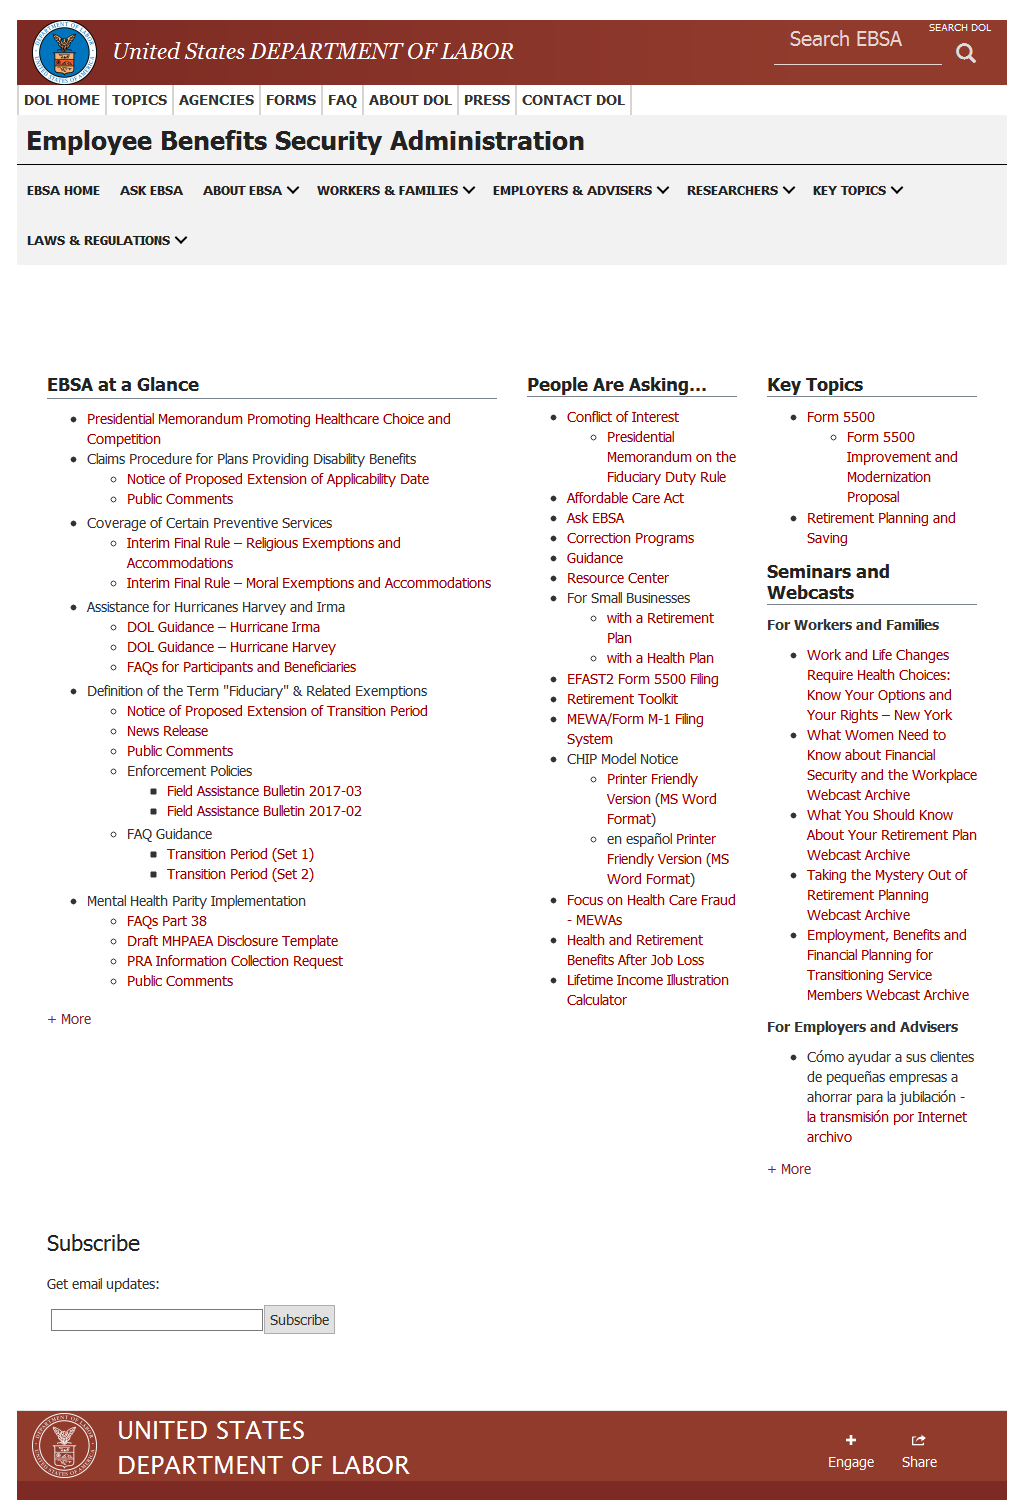 United States DEPARTMENT OF LABOR
Search EBSA
SEARCH DOL
DOL HOME TOPICS AGENCIES FORMS FAQ ABOUT DOL PRESS CONTACT DOL
Employee Benefits Security Administration
EBSA HOME ASK EBSA ABOUT EBSA WORKERS & FAMILIES EMPLOYERS & ADVISERS RESEARCHERS KEY TOPICS
LAWS & REGULATIONS
EBSA at a Glance
Presidential Memorandum Promoting Healthcare Choice and
Competition
Claims Procedure for Plans Providing Disability Benefits
Notice of Proposed Extension of Applicability Date
Public Comments
Coverage of Certain Preventive Services
Interim Final Rule – Religious Exemptions and
Accommodations
Interim Final Rule – Moral Exemptions and Accommodations
Assistance for Hurricanes Harvey and Irma
DOL Guidance – Hurricane Irma
DOL Guidance – Hurricane Harvey
FAQs for Participants and Beneficiaries
Definition of the Term "Fiduciary" & Related Exemptions
Notice of Proposed Extension of Transition Period
News Release
Public Comments
Enforcement Policies
Field Assistance Bulletin 2017-03
Field Assistance Bulletin 2017-02
FAQ Guidance
Transition Period (Set 1)
Transition Period (Set 2)
Mental Health Parity Implementation
FAQs Part 38
Draft MHPAEA Disclosure Template
PRA Information Collection Request
Public Comments
+ More
People Are Asking...
Conflict of Interest
Presidential
Memorandum on the
Fiduciary Duty Rule
Affordable Care Act
Ask EBSA
Correction Programs
Guidance
Resource Center
For Small Businesses
with a Retirement
Plan
with a Health Plan
EFAST2 Form 5500 Filing
Retirement Toolkit
MEWA/Form M-1 Filing
System
CHIP Model Notice
Printer Friendly
Version (MS Word
Format)
en español Printer
Friendly Version (MS
Word Format)
Focus on Health Care Fraud
- MEWAs
Health and Retirement
Benefits After Job Loss
Lifetime Income Illustration
Calculator
Key Topics
Form 5500
Form 5500
Improvement and
Modernization
Proposal
Retirement Planning and
Saving
Seminars and
Webcasts
For Workers and Families
Work and Life Changes
Require Health Choices:
Know Your Options and
Your Rights – New York
What Women Need to
Know about Financial
Security and the Workplace
Webcast Archive
What You Should Know
About Your Retirement Plan
Webcast Archive
Taking the Mystery Out of
Retirement Planning
Webcast Archive
Employment, Benefits and
Financial Planning for
Transitioning Service
Members Webcast Archive
For Employers and Advisers
Cómo ayudar a sus clientes
de pequeñas empresas a
ahorrar para la jubilación -
la transmisión por Internet
archivo
+ More
Subscribe
Get email updates:
Subscribe
UNITED STATES
DEPARTMENT OF LABOR
Engage
Share